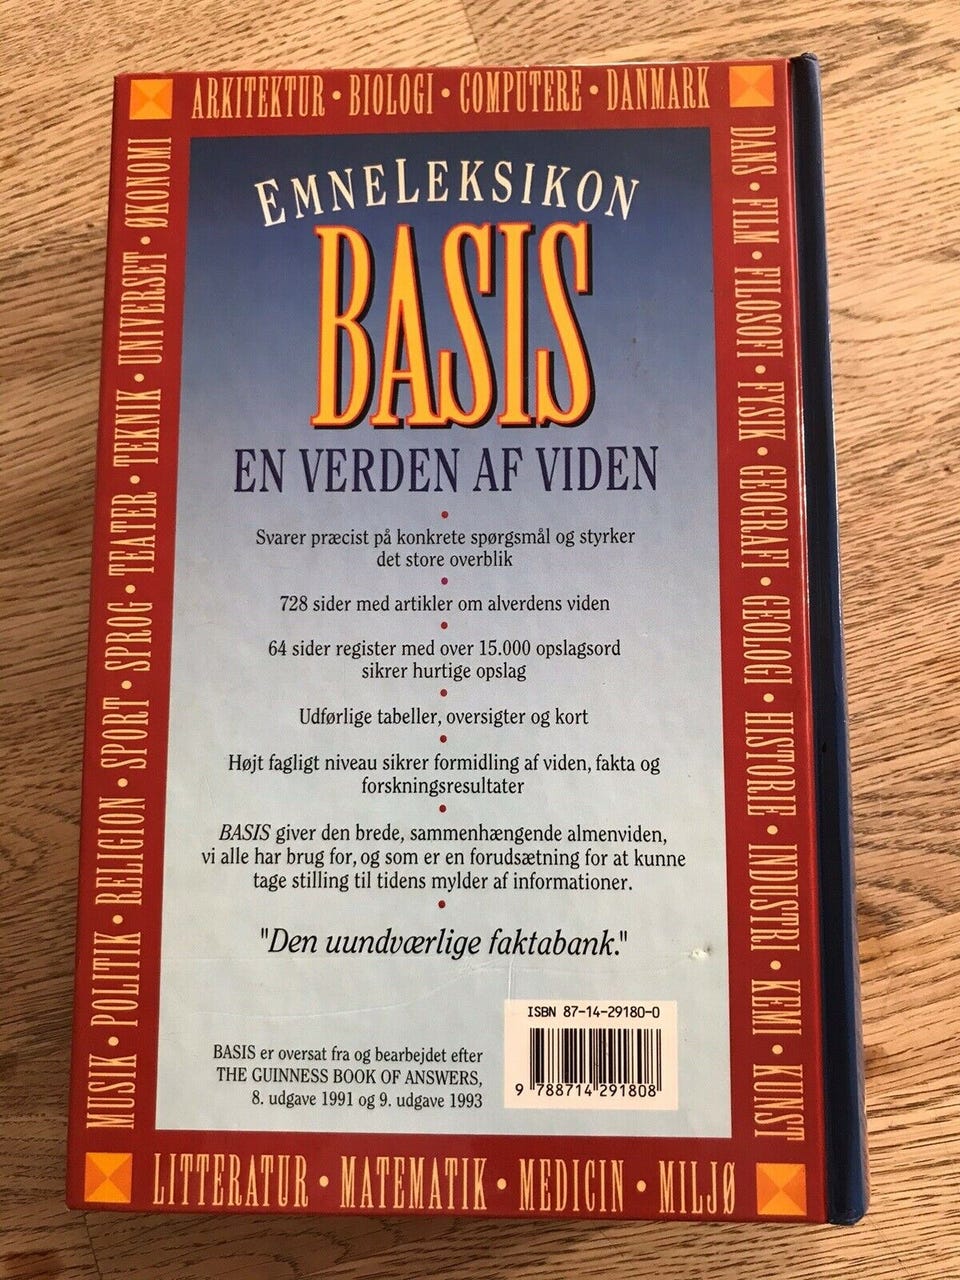 ARKITEKTUR • BIOLOGI • COMPUTERE • DANMARK
DANS • FILM • FILOSOFI • FYSIK • GEOGRAFI • GEOLOGI • HISTORIE • INDUSTRI • KEMI • KUNST
LITTERATUR • MATEMATIK • MEDICIN • MILJØ
MUSIK • POLITIK • RELIGION • SPORT • SPROG • TEATER • TEKNIK • UNIVERSET • ØKONOMI
EMNELEKSIKON
BASIS
EN VERDEN AF VIDEN
Svarer præcist på konkrete spørgsmål og styrker
det store overblik
728 sider med artikler om alverdens viden
64 sider register med over 15.000 opslagsord
sikrer hurtige opslag
Udførlige tabeller, oversigter og kort
Højt fagligt niveau sikrer formidling af viden, fakta og
forskningsresultater
BASIS giver den brede, sammenhængende almenviden,
vi alle har brug for, og som er en forudsætning for at kunne
tage stilling til tidens mylder af informationer.
"Den uundværlige faktabank."
BASIS er oversat fra og bearbejdet efter
THE GUINNESS BOOK OF ANSWERS,
8. udgave 1991 og 9. udgave 1993
ISBN 87-14-29180-0
9 788714 291808